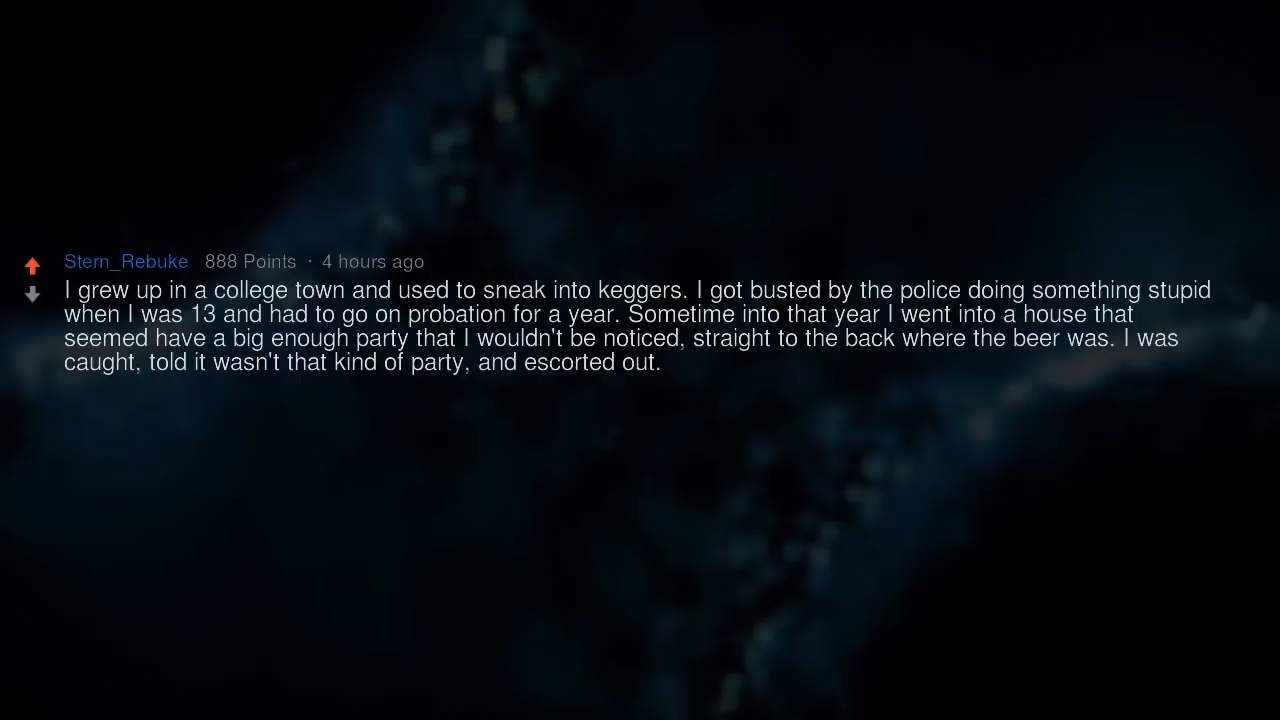 Stern_Rebuke 888 Points · 4 hours ago
I grew up in a college town and used to sneak into keggers. I got busted by the police doing something stupid
when I was 13 and had to go on probation for a year. Sometime into that year I went into a house that
seemed have a big enough party that I wouldn't be noticed, straight to the back where the beer was. I was
caught, told it wasn't that kind of party, and escorted out.